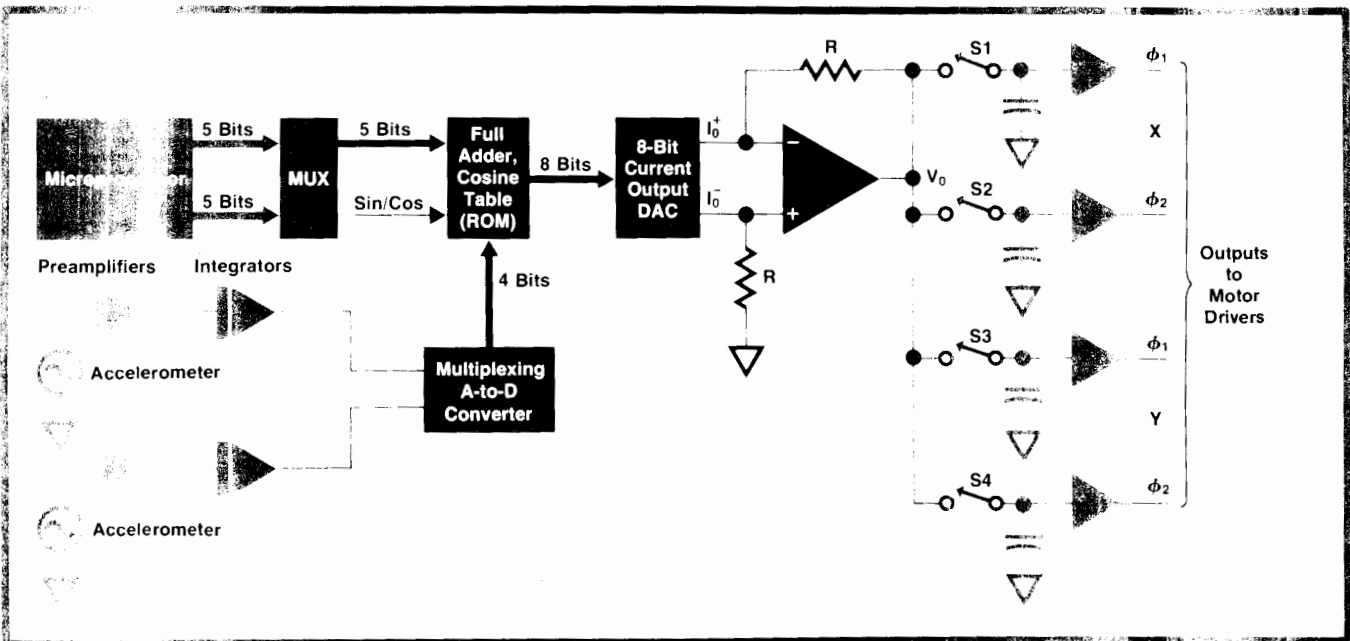 R
S1
φ₁
5 Bits
5 Bits
Full
Adder,
Cosine
Table
(ROM)
8 Bits
8-Bit
Current
Output
DAC
I₀⁺
−
X
Microprocessor
MUX
I₀⁻
+
V₀
S2
φ₂
5 Bits
Sin/Cos
Preamplifiers
Integrators
4 Bits
R
Outputs
to
Motor
Drivers
S3
φ₁
Accelerometer
Multiplexing
A-to-D
Converter
Y
S4
φ₂
Accelerometer